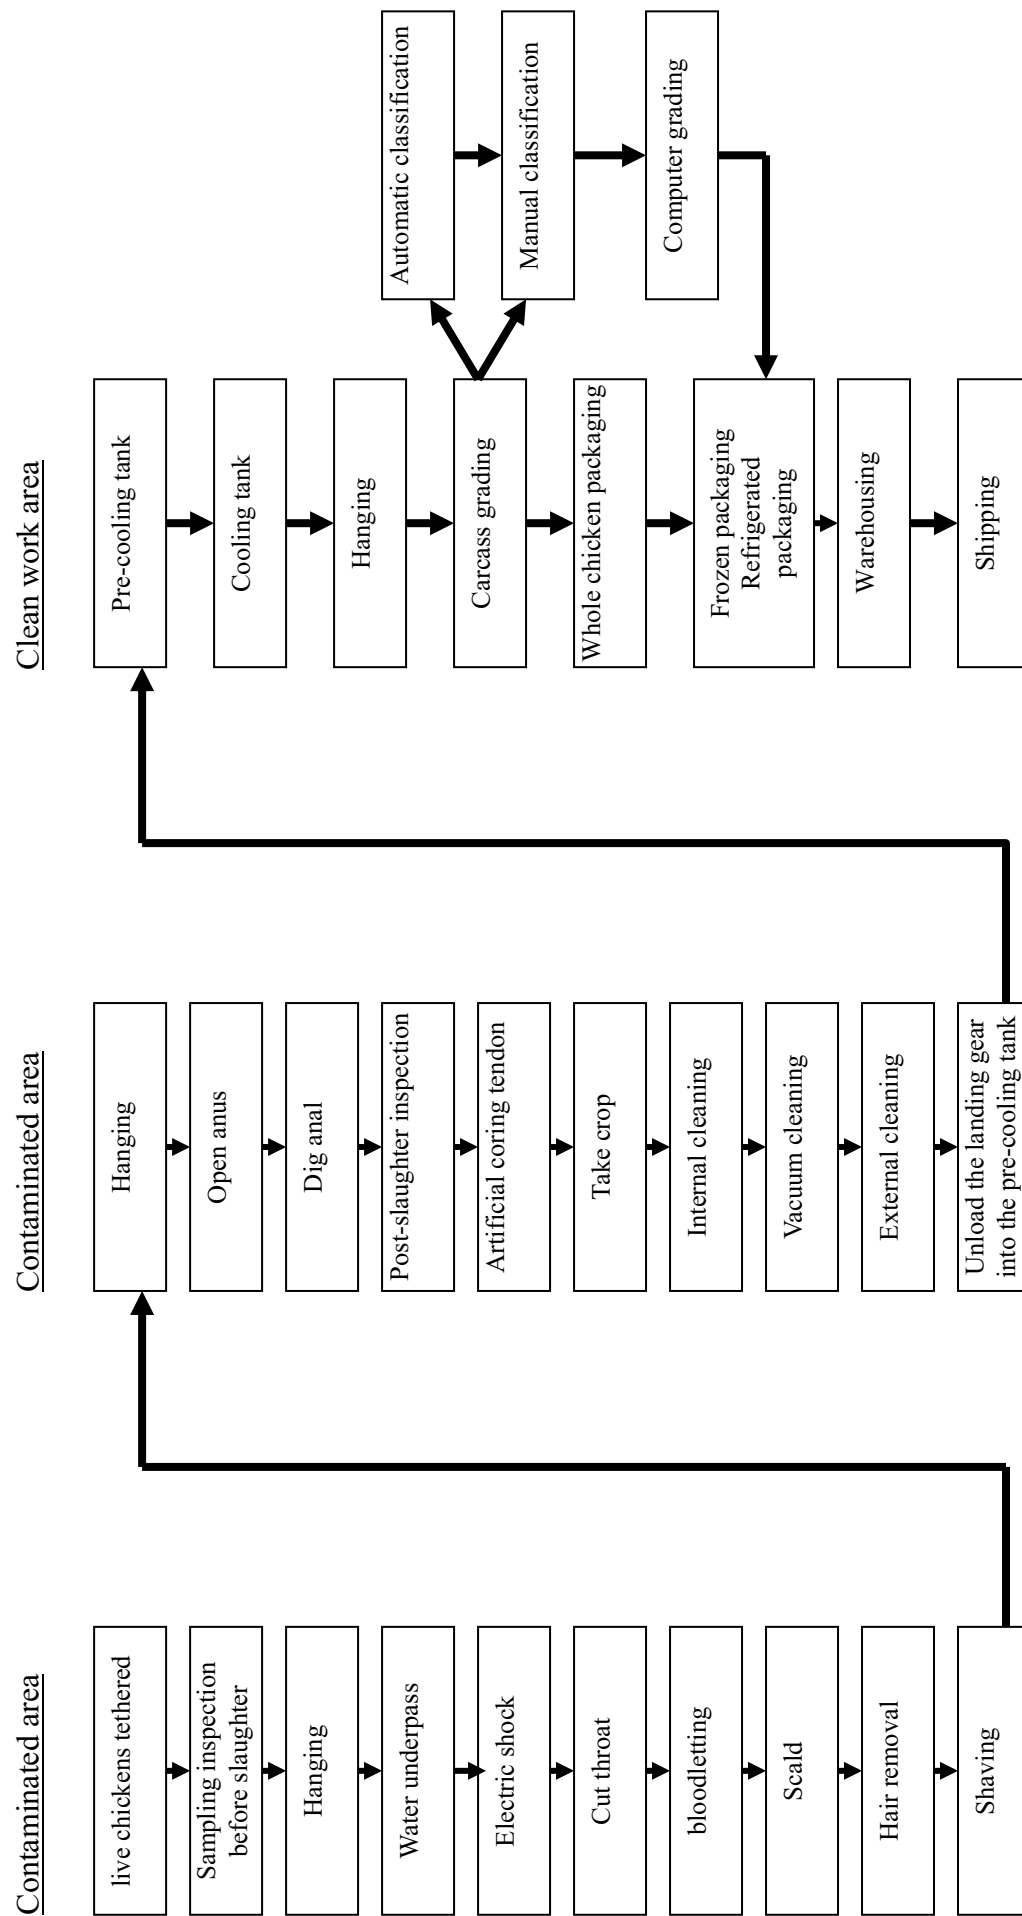 Contaminated area
live chickens tethered
Sampling inspection
before slaughter
Hanging
Water underpass
Electric shock
Cut throat
bloodletting
Scald
Hair removal
Shaving
Contaminated area
Hanging
Open anus
Dig anal
Post-slaughter inspection
Artificial coring tendon
Take crop
Internal cleaning
Vacuum cleaning
External cleaning
Unload the landing gear
into the pre-cooling tank
Clean work area
Pre-cooling tank
Cooling tank
Hanging
Carcass grading
Whole chicken packaging
Frozen packaging
Refrigerated
packaging
Warehousing
Shipping
Automatic classification
Manual classification
Computer grading